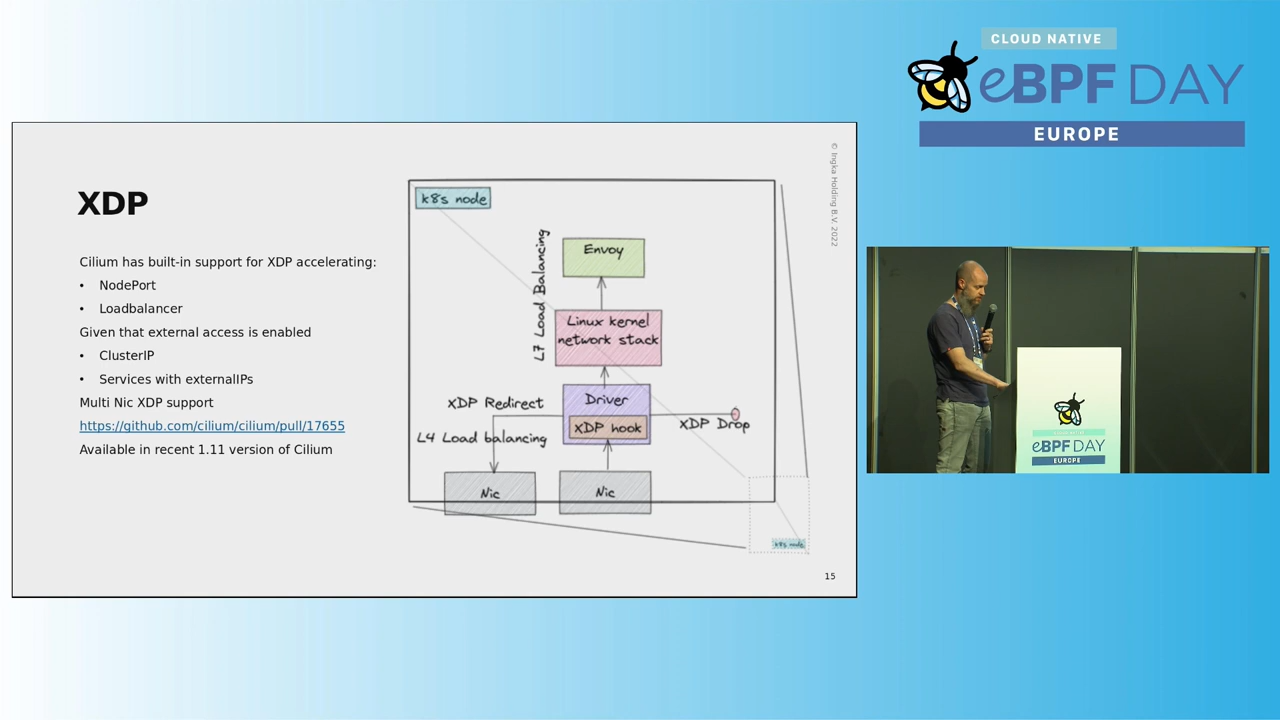 CLOUD NATIVE
eBPF DAY
EUROPE
XDP
Cilium has built-in support for XDP accelerating:
• NodePort
• Loadbalancer
Given that external access is enabled
• ClusterIP
• Services with externalIPs
Multi Nic XDP support
https://github.com/cilium/cilium/pull/17655
Available in recent 1.11 version of Cilium
© Ingka Holding B.V. 2022
k8s node
L7 Load Balancing
Envoy
Linux kernel
network stack
Driver
XDP hook
XDP Redirect
L4 Load balancing
XDP Drop
Nic
Nic
k8s node
15
eBPF DAY
EUROPE